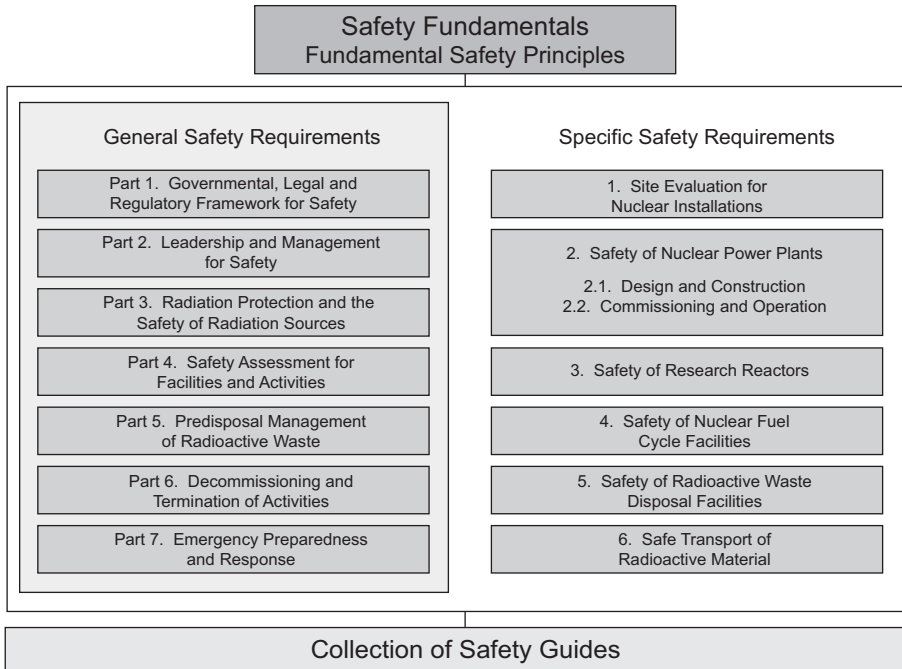 Safety Fundamentals
Fundamental Safety Principles
General Safety Requirements
Part 1. Governmental, Legal and
Regulatory Framework for Safety
Part 2. Leadership and Management
for Safety
Part 3. Radiation Protection and the
Safety of Radiation Sources
Part 4. Safety Assessment for
Facilities and Activities
Part 5. Predisposal Management
of Radioactive Waste
Part 6. Decommissioning and
Termination of Activities
Part 7. Emergency Preparedness
and Response
Specific Safety Requirements
1. Site Evaluation for
Nuclear Installations
2. Safety of Nuclear Power Plants
2.1. Design and Construction
2.2. Commissioning and Operation
3. Safety of Research Reactors
4. Safety of Nuclear Fuel
Cycle Facilities
5. Safety of Radioactive Waste
Disposal Facilities
6. Safe Transport of
Radioactive Material
Collection of Safety Guides